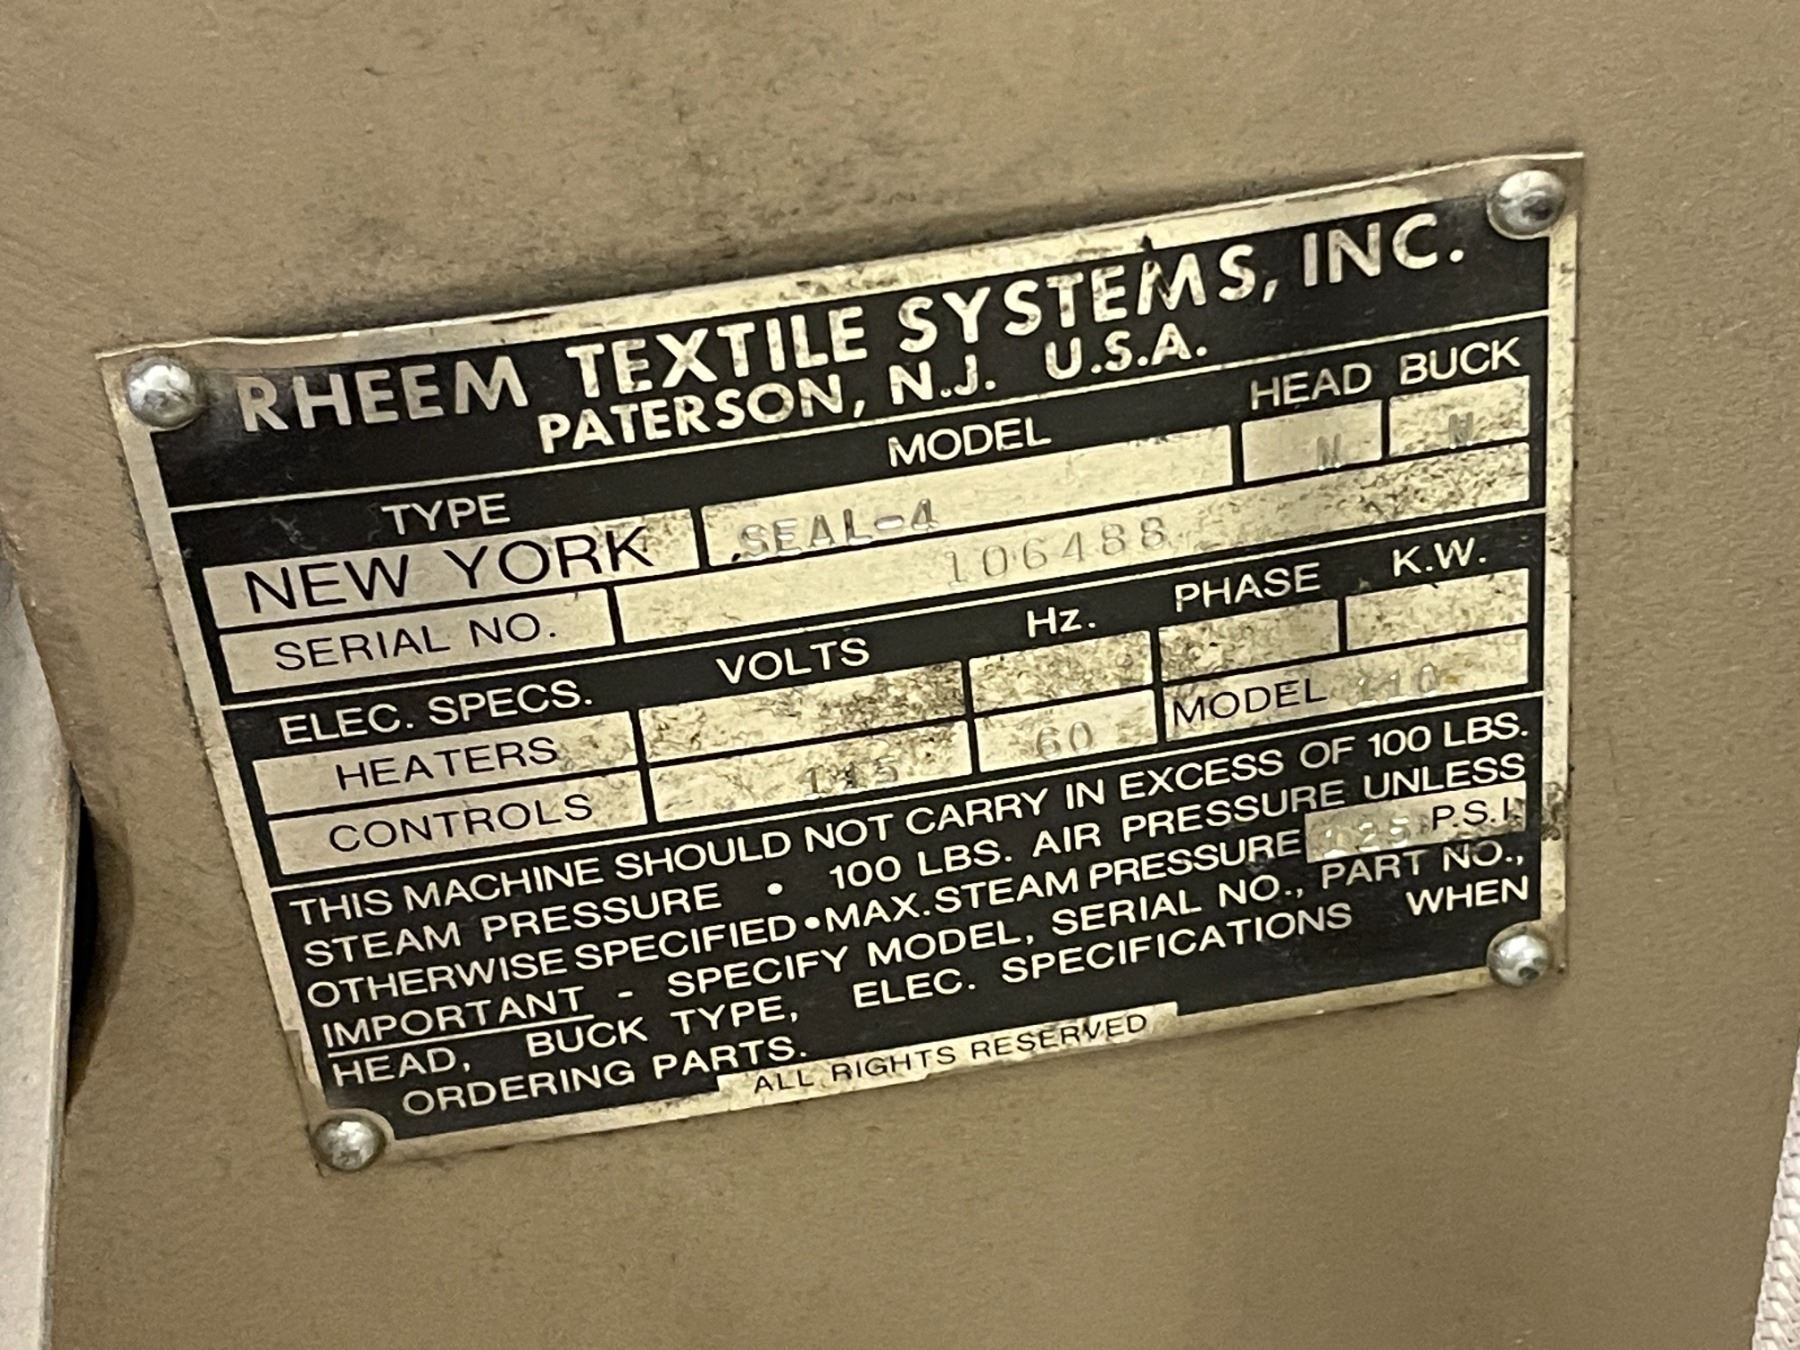 RHEEM TEXTILE SYSTEMS, INC.
PATERSON, N.J. U.S.A.
TYPE MODEL HEAD BUCK
NEW YORK SEAL-4 N N
SERIAL NO. 106488
ELEC. SPECS. VOLTS Hz. PHASE K.W.
HEATERS
CONTROLS 115 60 MODEL 110
THIS MACHINE SHOULD NOT CARRY IN EXCESS OF 100 LBS.
STEAM PRESSURE • 100 LBS. AIR PRESSURE UNLESS
OTHERWISE SPECIFIED • MAX. STEAM PRESSURE 125 P.S.I.
IMPORTANT - SPECIFY MODEL, SERIAL NO., PART NO.,
HEAD, BUCK TYPE, ELEC. SPECIFICATIONS WHEN
ORDERING PARTS.
ALL RIGHTS RESERVED